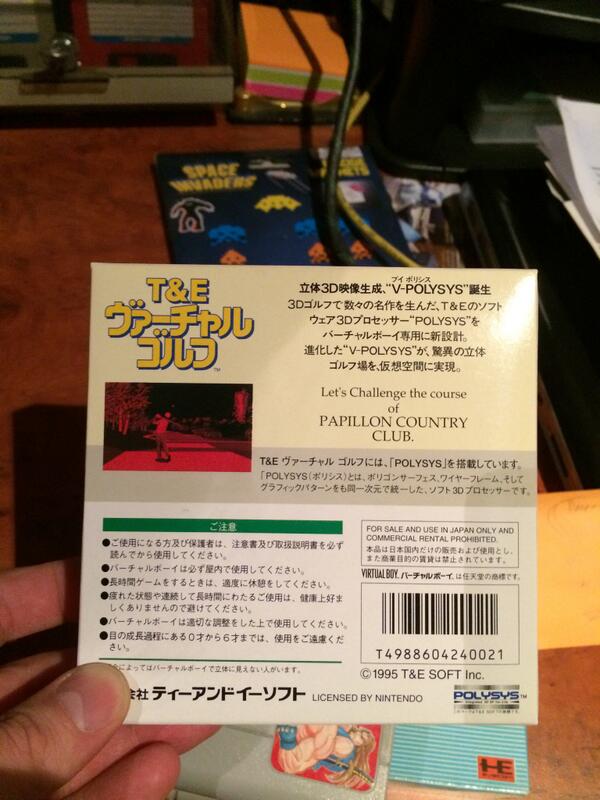 SPACE
INVADERS
T&E
ヴァーチャル
ゴルフ
TM
ブイ ポリシス
立体3D映像生成、“V-POLYSYS”誕生
3Dゴルフで数々の名作を生んだ、T&Eのソフト
ウェア3Dプロセッサー“POLYSYS”を
バーチャルボーイ専用に新設計。
進化した“V-POLYSYS”が、驚異の立体
ゴルフ場を、仮想空間に実現。
Let's Challenge the course
of
PAPILLON COUNTRY
CLUB.
T&E ヴァーチャル ゴルフには、「POLYSYS」を搭載しています。
「POLYSYS(ポリシス)とは、ポリゴンサーフェス、ワイヤーフレーム、そして
グラフィックパターンをも同一次元で統一した、ソフト3Dプロセッサーです。
ご注意
●ご使用になる方及び保護者は、注意書及び取扱説明書を必ず
読んでから使用してください。
●バーチャルボーイは必ず屋内で使用してください。
●長時間ゲームをするときは、適度に休憩をしてください。
●疲れた状態や連続して長時間にわたるご使用は、健康上好ま
しくありませんので避けてください。
●バーチャルボーイは適切な調整をした上で使用してください。
●目の成長過程にある0才から6才までは、使用をご遠慮くだ
さい。
によってはバーチャルボーイで立体に見えない人がいます。
FOR SALE AND USE IN JAPAN ONLY AND
COMMERCIAL RENTAL PROHIBITED.
本品は日本国内だけの販売および使用とし、
また商業目的の賃貸は禁止されています。
VIRTUAL BOY、バーチャルボーイ、は任天堂の商標です。
T4988604240021
©1995 T&E SOFT Inc.
会社 ティーアンドイーソフト LICENSED BY NINTENDO
POLYSYS